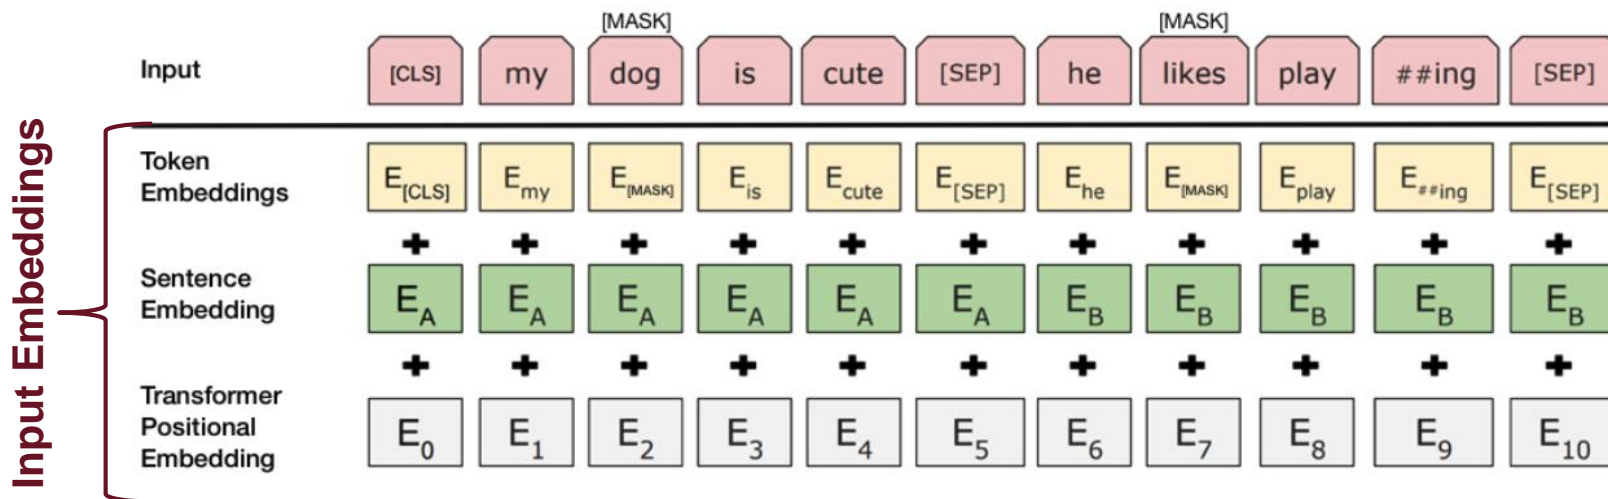 [MASK] [MASK]
Input [CLS] my dog is cute [SEP] he likes play ##ing [SEP]
Input Embeddings
Token
Embeddings
E[CLS] Emy E[MASK] Eis Ecute E[SEP] Ehe E[MASK] Eplay E##ing E[SEP]
+ + + + + + + + + + +
Sentence
Embedding
EA EA EA EA EA EA EB EB EB EB EB
+ + + + + + + + + + +
Transformer
Positional
Embedding
E0 E1 E2 E3 E4 E5 E6 E7 E8 E9 E10